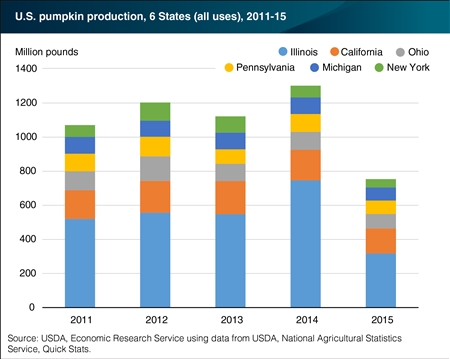 U.S. pumpkin production, 6 States (all uses), 2011-15
Million pounds
Illinois California Ohio
Pennsylvania Michigan New York
1400
1200
1000
800
600
400
200
0
2011 2012 2013 2014 2015
Source: USDA, Economic Research Service using data from USDA, National Agricultural Statistics
Service, Quick Stats.